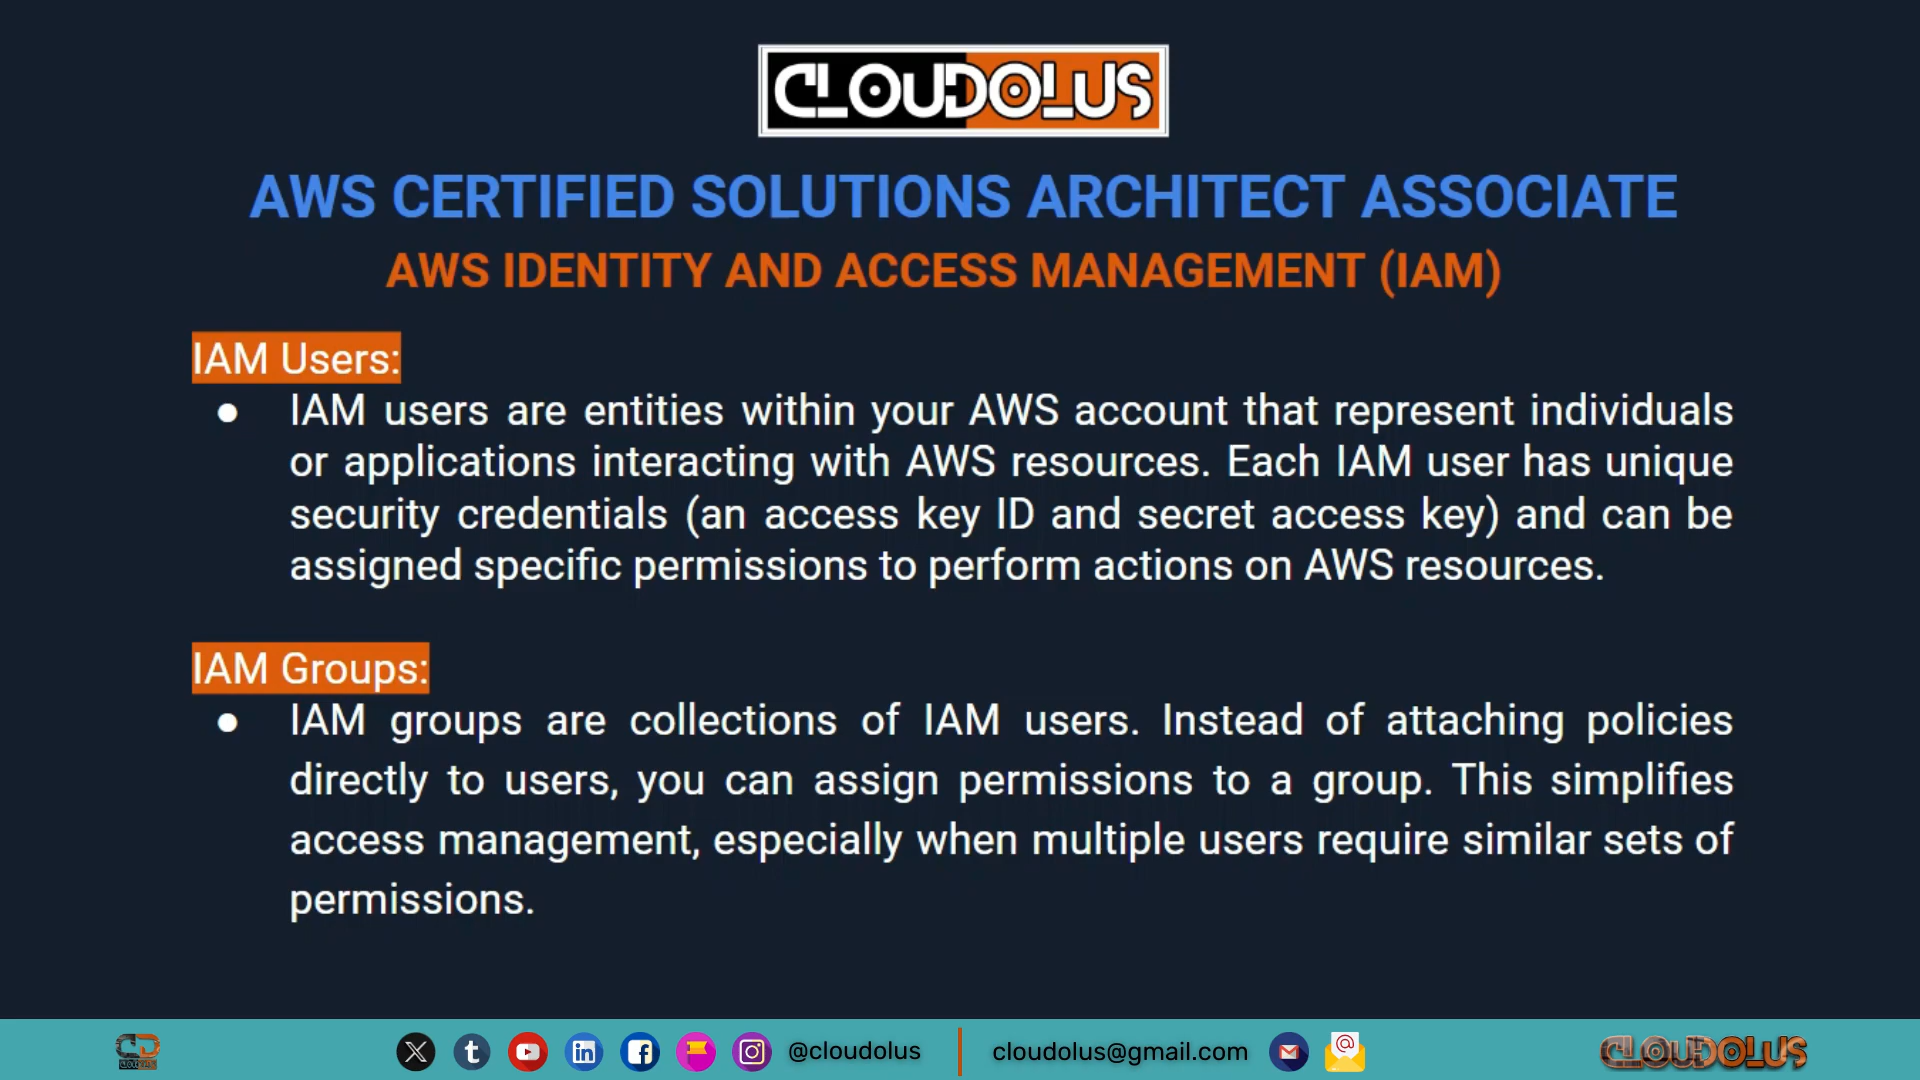 CLOUDOLUS
AWS CERTIFIED SOLUTIONS ARCHITECT ASSOCIATE
AWS IDENTITY AND ACCESS MANAGEMENT (IAM)
IAM Users:
● IAM users are entities within your AWS account that represent individuals
or applications interacting with AWS resources. Each IAM user has unique
security credentials (an access key ID and secret access key) and can be
assigned specific permissions to perform actions on AWS resources.
IAM Groups:
● IAM groups are collections of IAM users. Instead of attaching policies
directly to users, you can assign permissions to a group. This simplifies
access management, especially when multiple users require similar sets of
permissions.
CD
CLOUDOLUS
@cloudolus
cloudolus@gmail.com
CLOUDOLUS